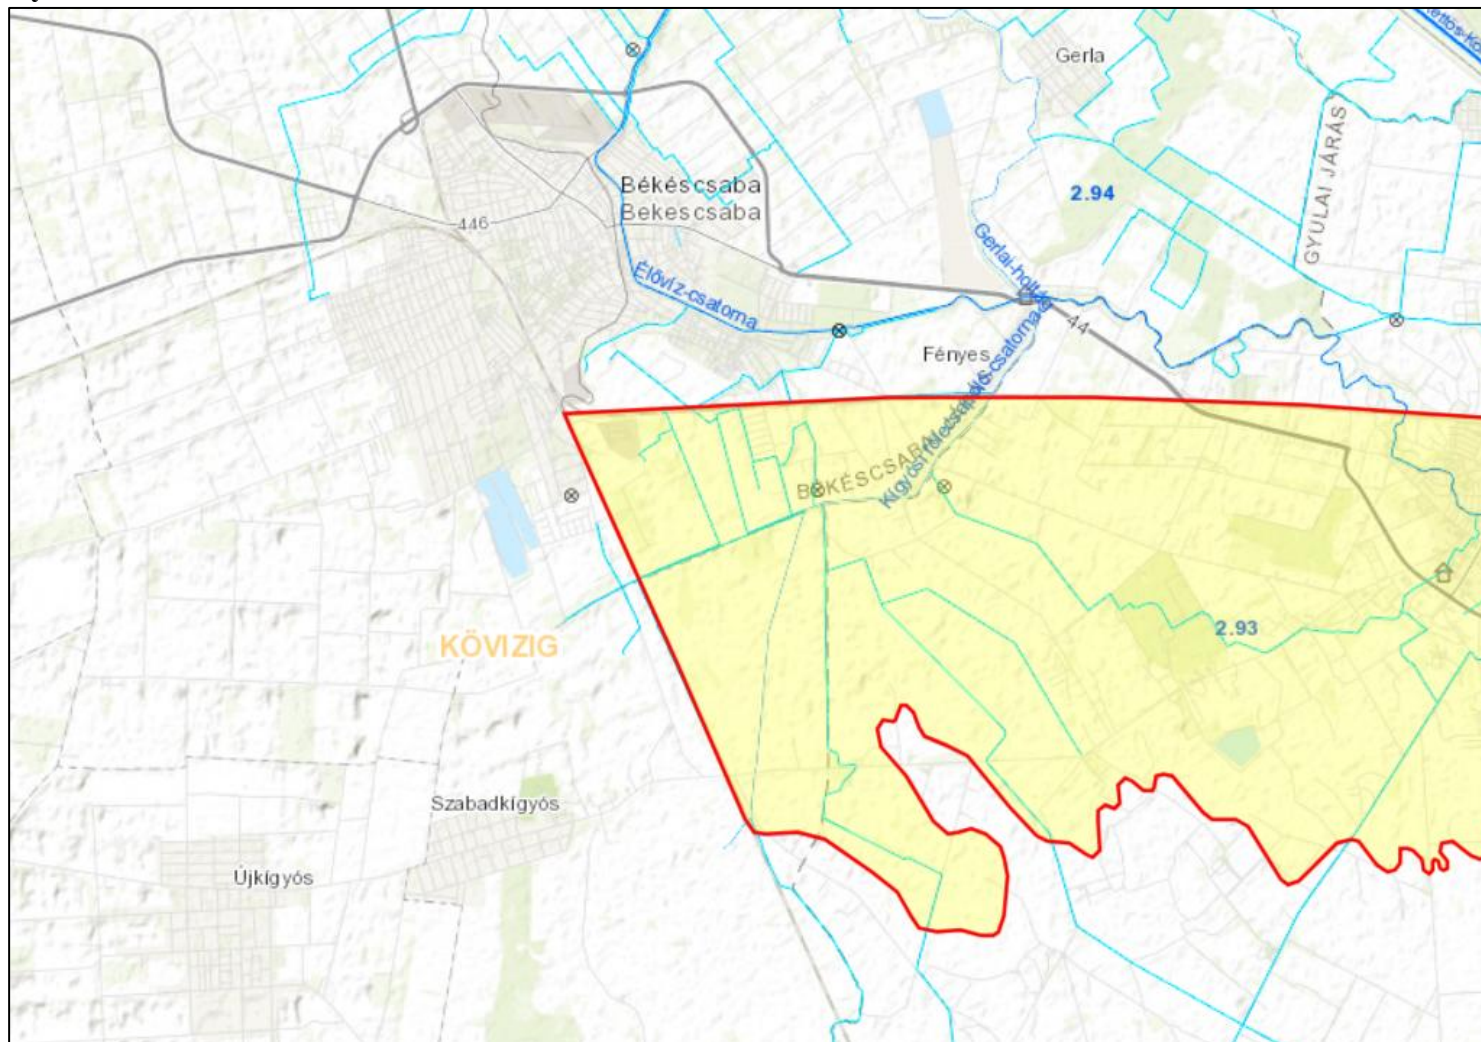 Gerla
GYULAI JÁRÁS
Békéscsaba
Bekescsaba
2.94
446
Gerlai-holtág
Élővíz-csatorna
44
Fényes
BÉKÉSCSABAI
2.93
KÖVIZIG
Szabadkígyós
Újkígyós